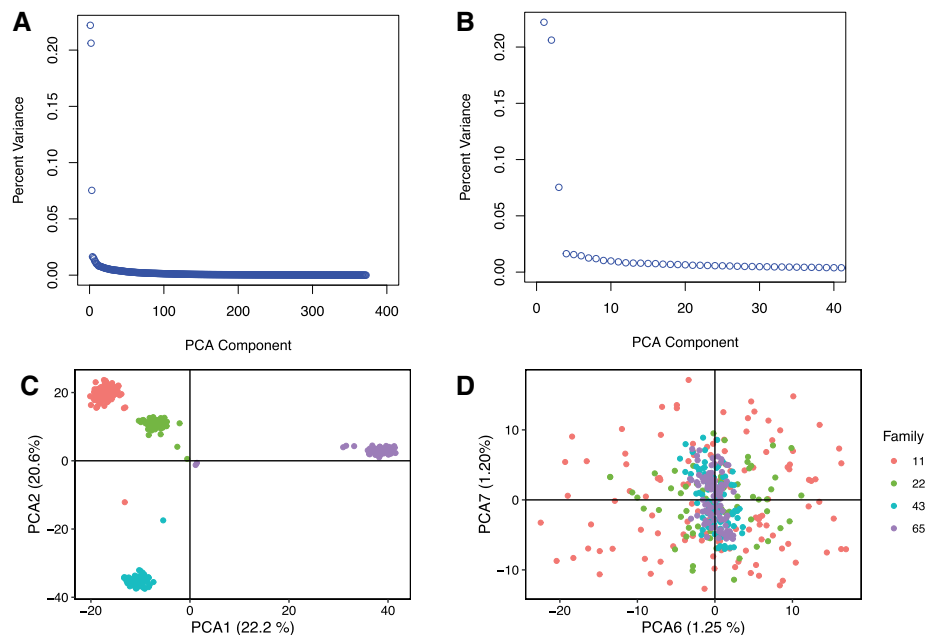 A
Percent Variance
0.00 0.05 0.10 0.15 0.20
0 100 200 300 400
PCA Component
B
Percent Variance
0.00 0.05 0.10 0.15 0.20
0 10 20 30 40
PCA Component
C
PCA2 (20.6%)
20
0
−20
−40
−20 0 20 40
PCA1 (22.2 %)
D
PCA7 (1.20%)
10
0
−10
−20 −10 0 10
PCA6 (1.25 %)
Family
11
22
43
65